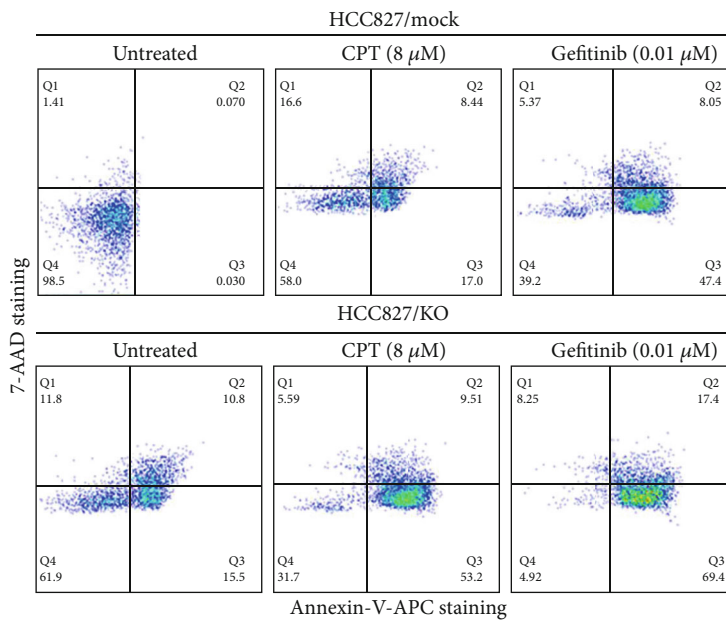 HCC827/mock
Untreated
CPT (8 μM)
Gefitinib (0.01 μM)
Q1
1.41
Q2
0.070
Q4
98.5
Q3
0.030
Q1
16.6
Q2
8.44
Q4
58.0
Q3
17.0
Q1
5.37
Q2
8.05
Q4
39.2
Q3
47.4
HCC827/KO
Untreated
CPT (8 μM)
Gefitinib (0.01 μM)
Q1
11.8
Q2
10.8
Q4
61.9
Q3
15.5
Q1
5.59
Q2
9.51
Q4
31.7
Q3
53.2
Q1
8.25
Q2
17.4
Q4
4.92
Q3
69.4
7-AAD staining
Annexin-V-APC staining